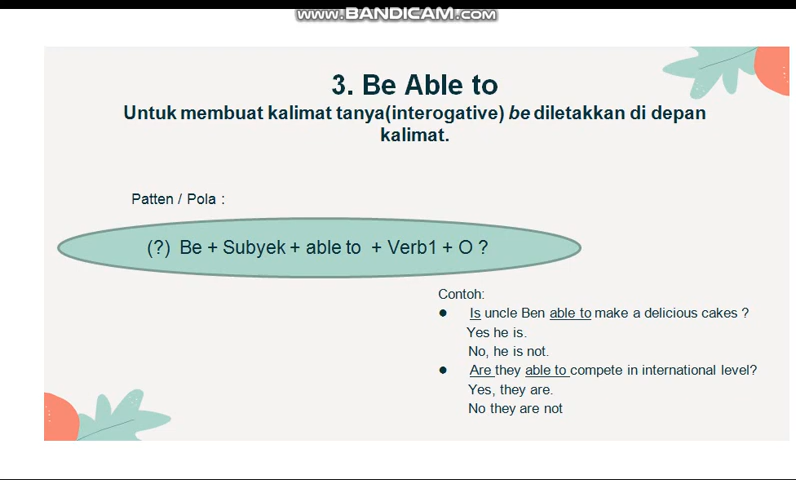 www.BANDICAM.com
3. Be Able to
Untuk membuat kalimat tanya(interogative) be diletakkan di depan
kalimat.
Patten / Pola :
(?) Be + Subyek + able to + Verb1 + O ?
Contoh:
● Is uncle Ben able to make a delicious cakes ?
Yes he is.
No, he is not.
● Are they able to compete in international level?
Yes, they are.
No they are not